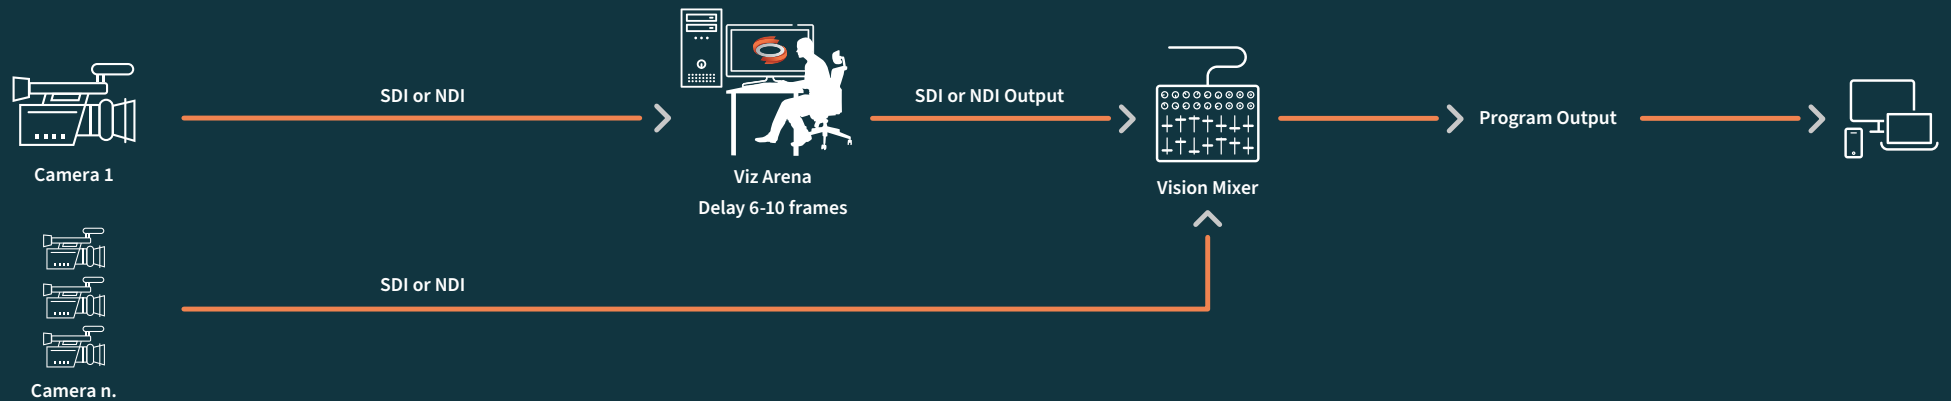 SDI or NDI
SDI or NDI Output
Program Output
Camera 1
Viz Arena
Delay 6-10 frames
Vision Mixer
SDI or NDI
Camera n.